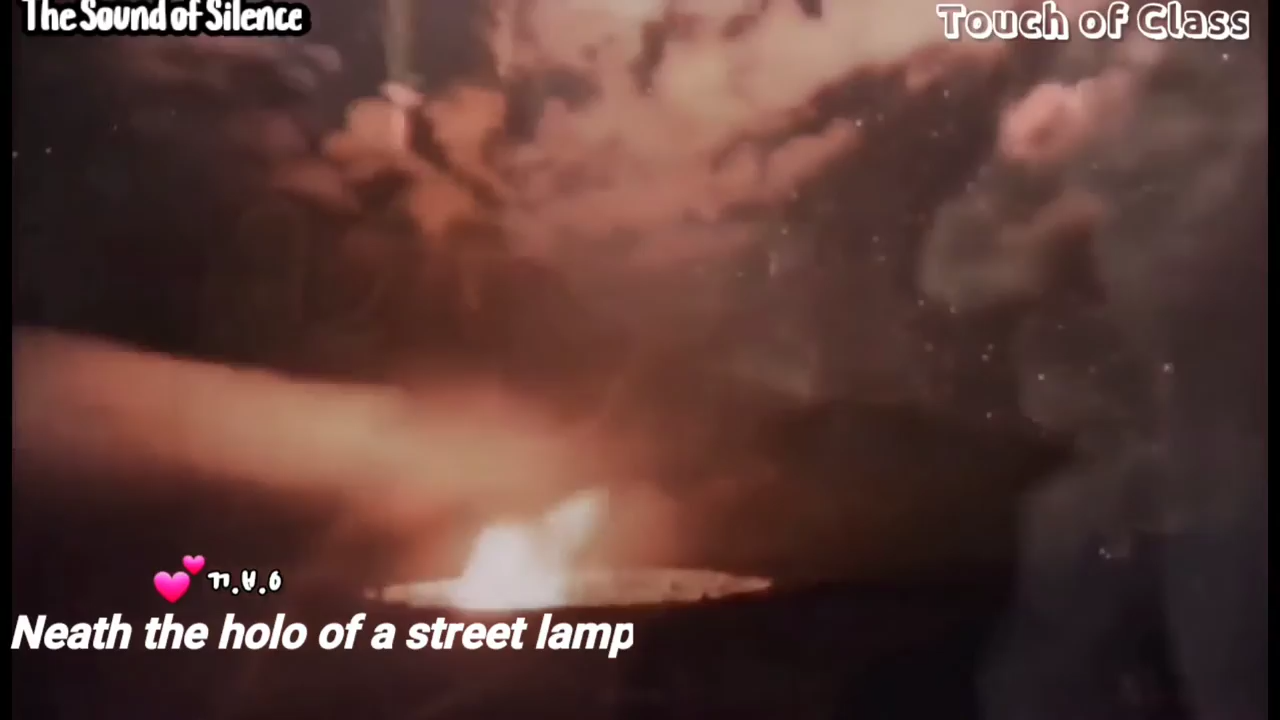 The Sound of Silence
Touch of Class
Neath the holo of a street lamp